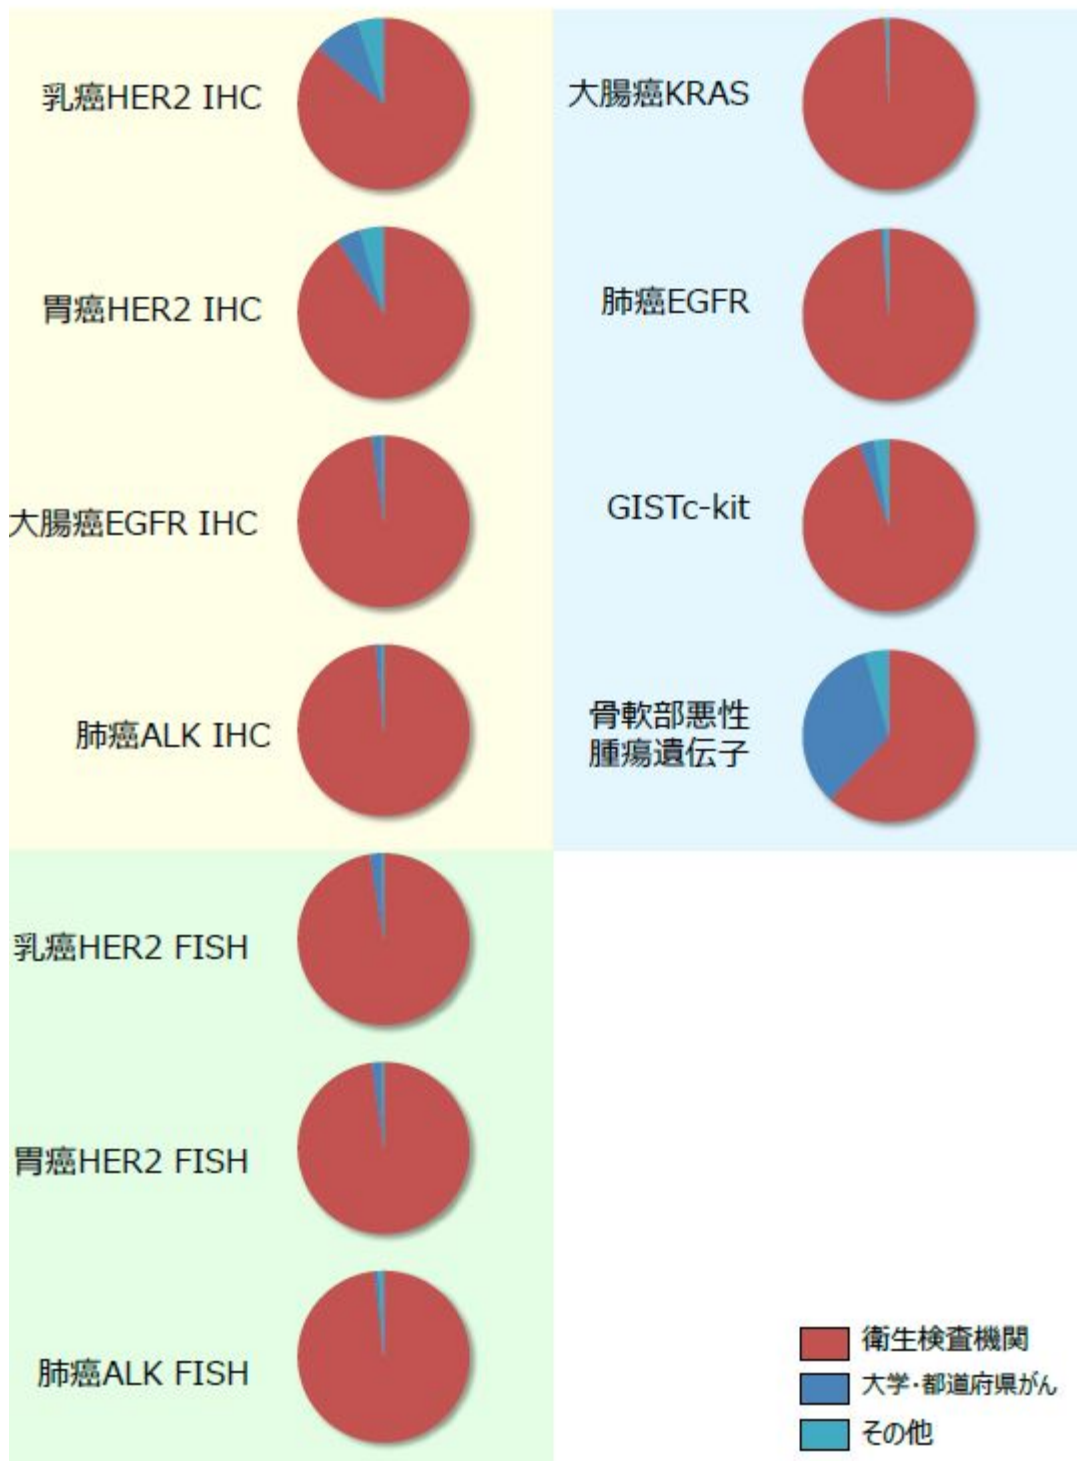 乳癌HER2 IHC
胃癌HER2 IHC
大腸癌EGFR IHC
肺癌ALK IHC
乳癌HER2 FISH
胃癌HER2 FISH
肺癌ALK FISH
大腸癌KRAS
肺癌EGFR
GISTc-kit
骨軟部悪性
腫瘍遺伝子
衛生検査機関
大学・都道府県がん
その他